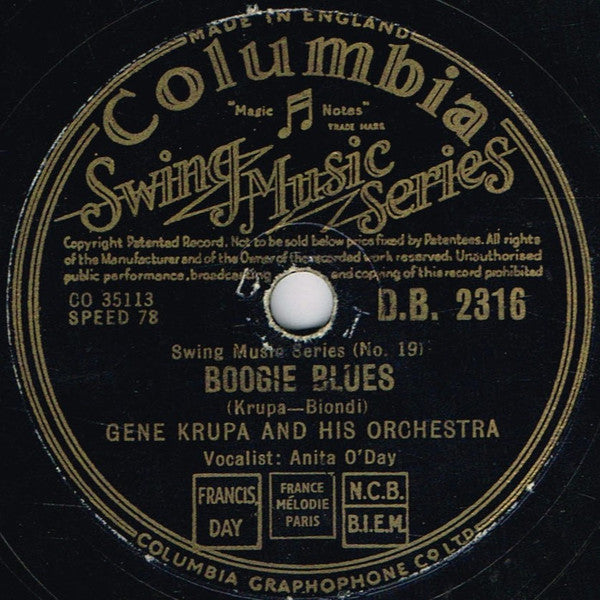 MADE IN ENGLAND
Columbia
"Magic Notes"
TRADE MARK
Swing Music Series
Copyright Patented Record. Not to be sold below price fixed by Patentees. All rights
of the Manufacturer and of the Owner of the recorded work reserved. Unauthorised
public performance, broadcasting and copying of this record prohibited
CO 35113
SPEED 78
D.B. 2316
Swing Music Series (No. 19)
BOOGIE BLUES
(Krupa—Biondi)
GENE KRUPA AND HIS ORCHESTRA
Vocalist: Anita O'Day
FRANCIS,
DAY
FRANCE
MÉLODIE
PARIS
N.C.B.
B.I.E.M.
COLUMBIA GRAPHOPHONE CO LTD.